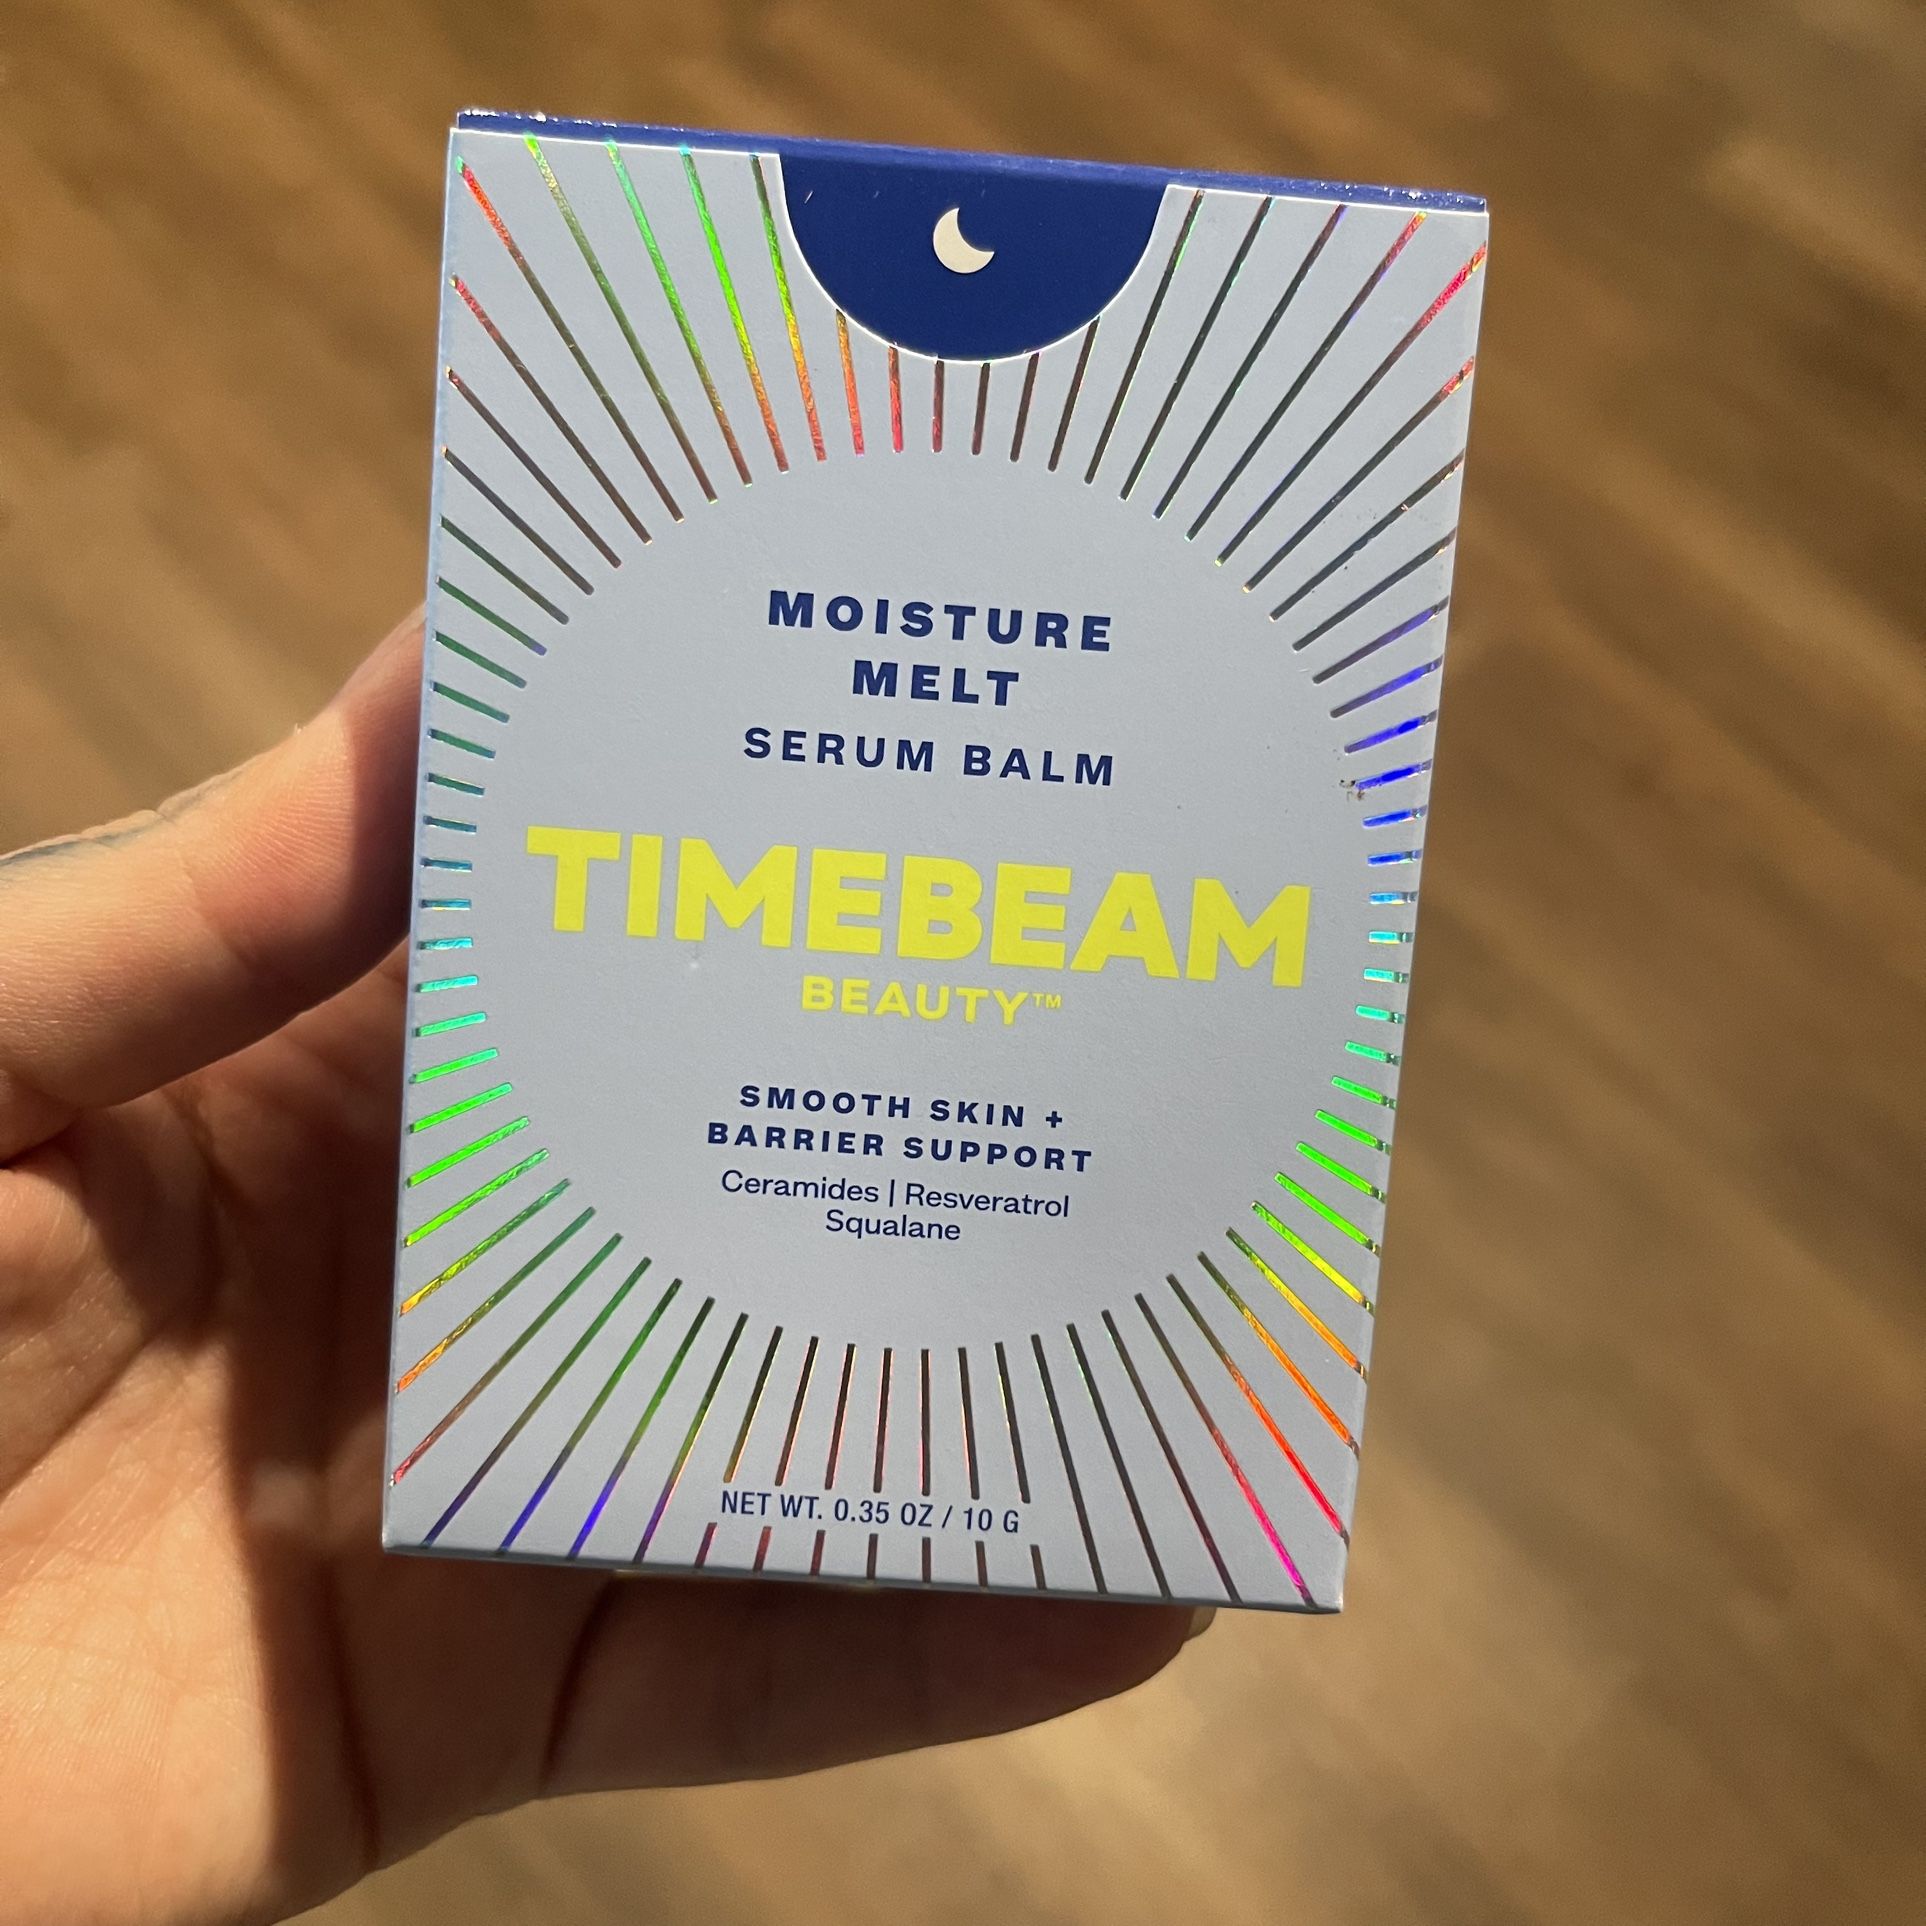 MOISTURE
MELT
SERUM BALM
TIMEBEAM
BEAUTY™
SMOOTH SKIN +
BARRIER SUPPORT
Ceramides | Resveratrol
Squalane
NET WT. 0.35 OZ / 10 G